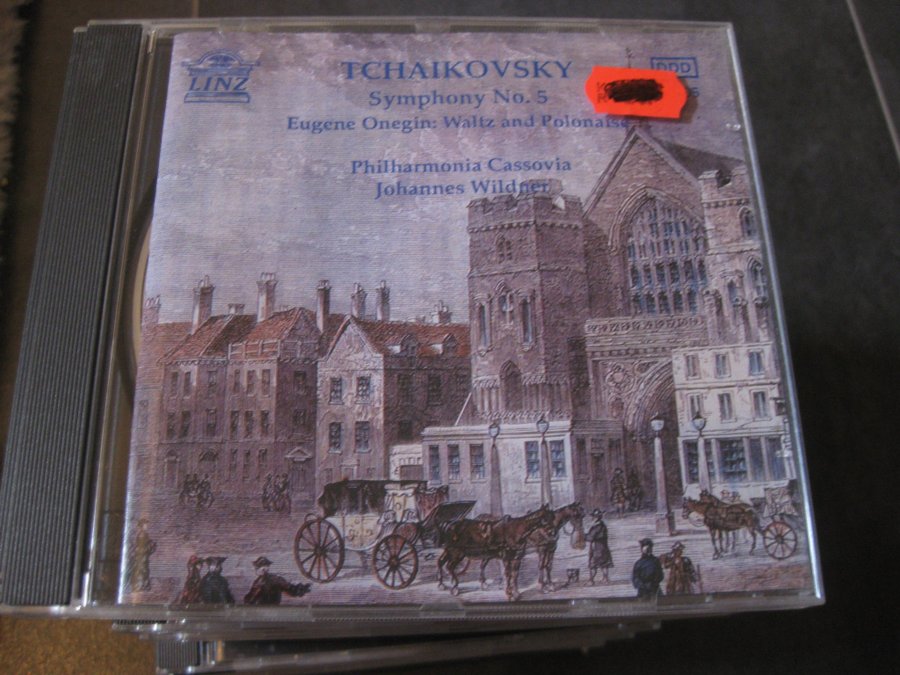 LINZ
TCHAIKOVSKY
DDD
Symphony No. 5
Eugene Onegin: Waltz and Polonaise
Philharmonia Cassovia
Johannes Wildner